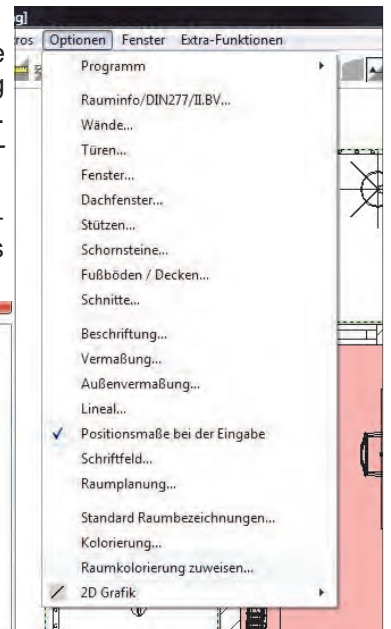 g]
ros Optionen Fenster Extra-Funktionen
Programm
Rauminfo/DIN277/II.BV...
Wände...
Türen...
Fenster...
Dachfenster...
Stützen...
Schornsteine...
Fußböden / Decken...
Schnitte...
Beschriftung...
Vermaßung...
Außenvermaßung...
Lineal...
Positionsmaße bei der Eingabe
Schriftfeld...
Raumplanung...
Standard Raumbezeichnungen...
Kolorierung...
Raumkolorierung zuweisen...
2D Grafik